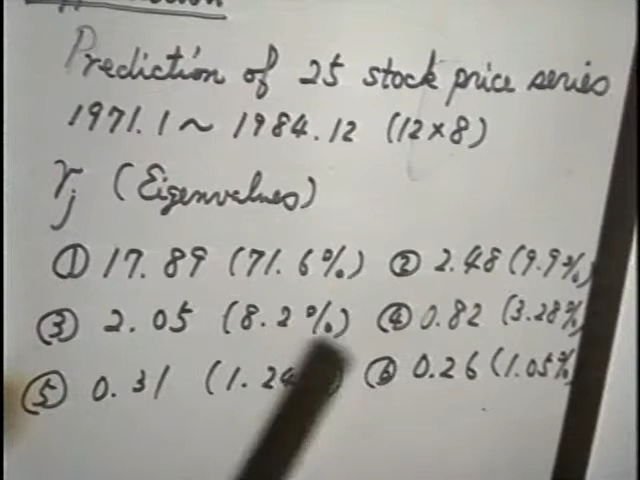 Prediction of 25 stock price series
1971.1 ~ 1984.12 (12×8)
γj (Eigenvalues)
① 17.89 (71.6%) ② 2.48 (9.9%)
③ 2.05 (8.2%) ④ 0.82 (3.28%
⑤ 0.31 (1.24 ⑥ 0.26 (1.05%